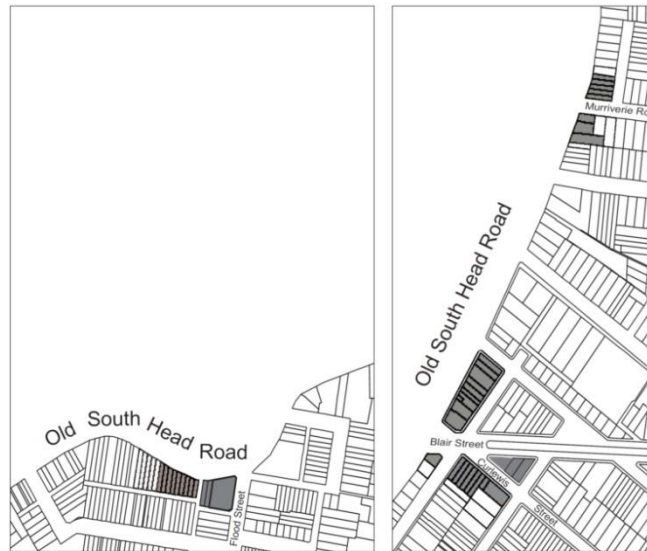 Old South Head Road
Flood Street
Murriverie Ro
Old South Head Road
Blair Street
Curlewis
Street